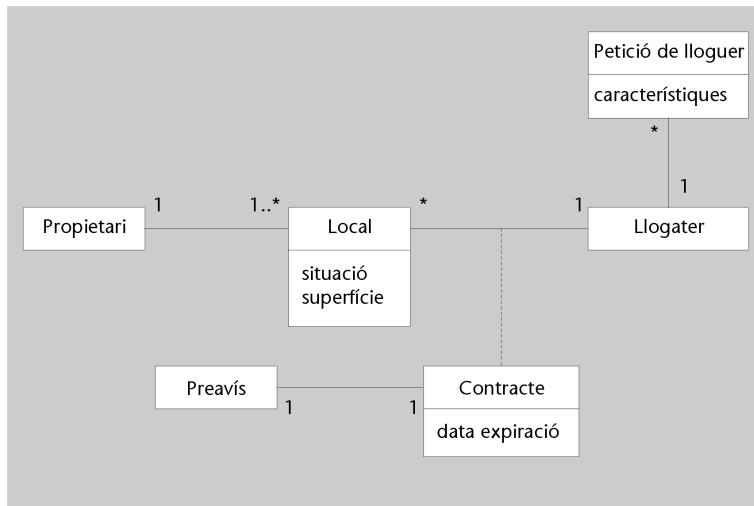 Petició de lloguer
característiques
*
1
1
1..*
*
1
Propietari
Local
Llogater
situació
superfície
Preavís
Contracte
1
1
data expiració